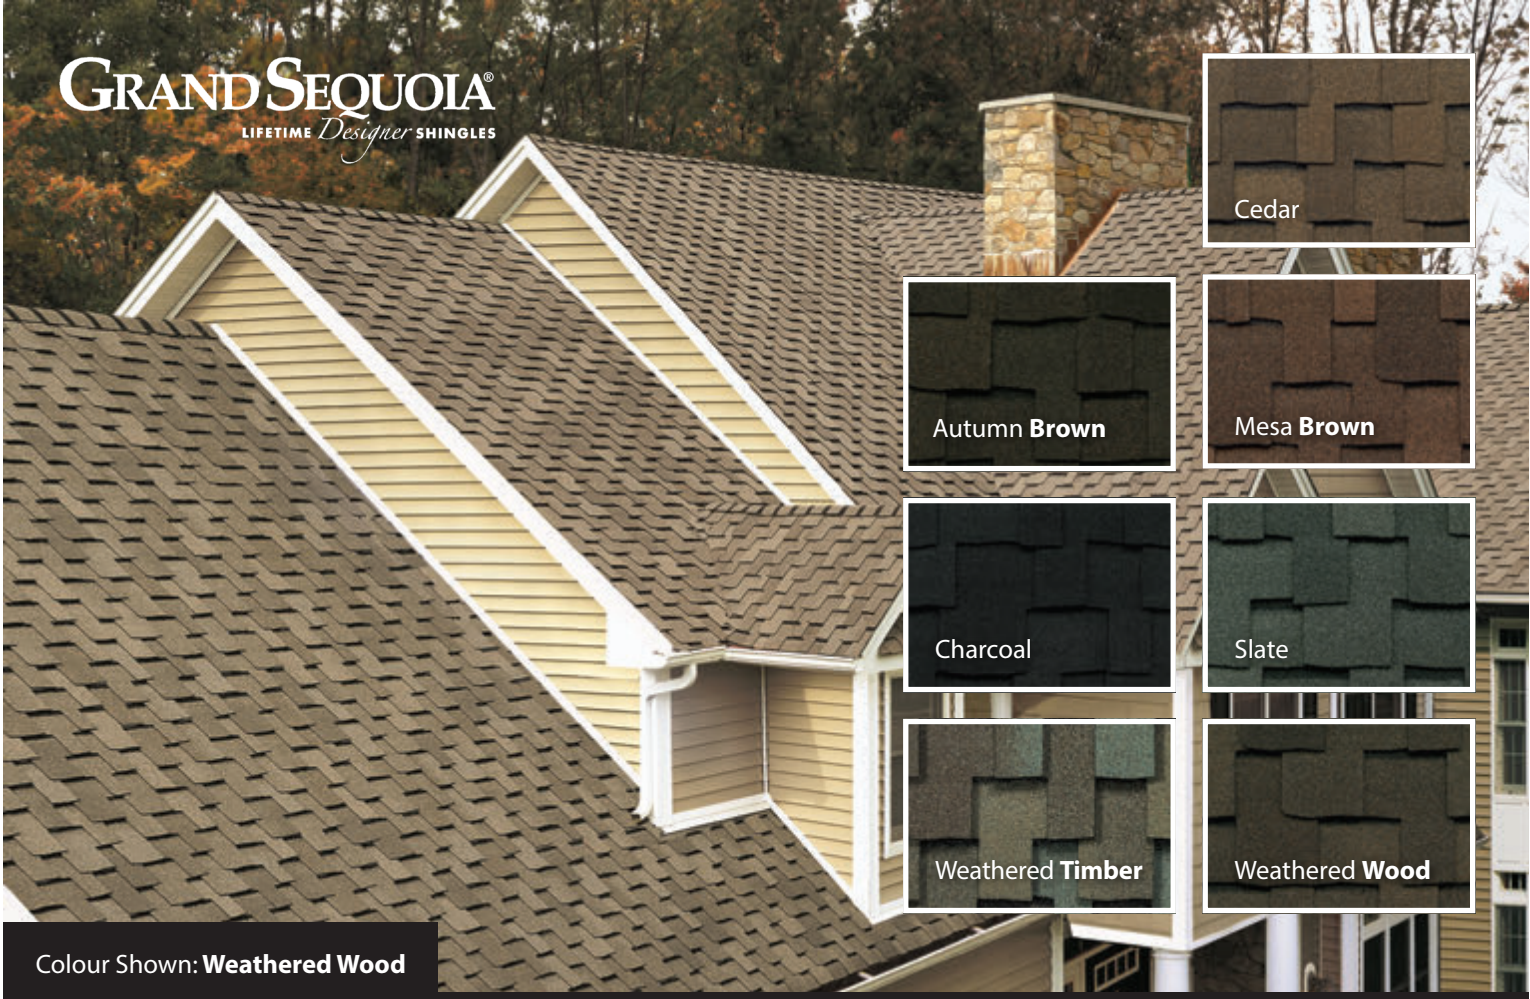 GRAND SEQUOIA®
LIFETIME Designer SHINGLES
Cedar
Autumn Brown
Mesa Brown
Charcoal
Slate
Weathered Timber
Weathered Wood
Colour Shown: Weathered Wood